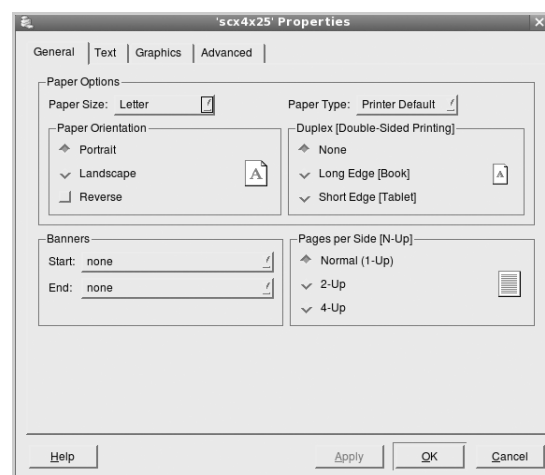 'scx4x25' Properties
General Text Graphics Advanced
Paper Options
Paper Size: Letter Paper Type: Printer Default
Paper Orientation
Portrait
Landscape
Reverse
A
Duplex [Double-Sided Printing]
None
Long Edge [Book]
Short Edge [Tablet]
A
Banners
Start: none
End: none
Pages per Side [N-Up]
Normal (1-Up)
2-Up
4-Up
Help Apply OK Cancel